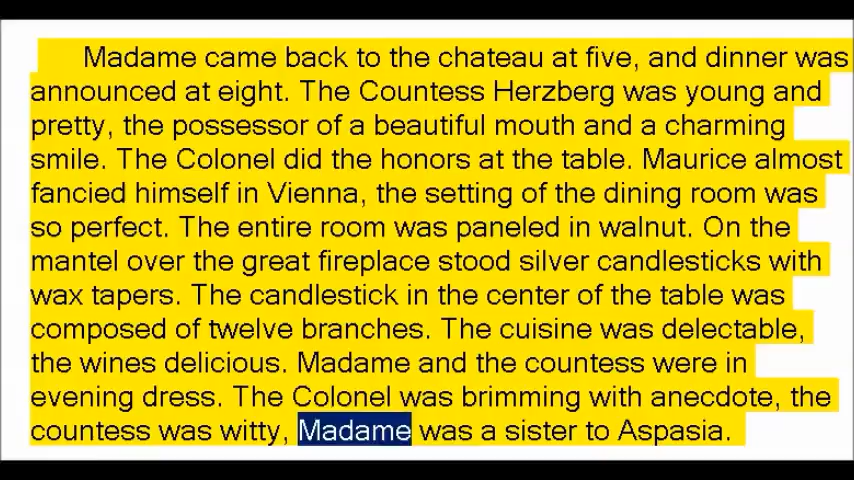 Madame came back to the chateau at five, and dinner was
announced at eight. The Countess Herzberg was young and
pretty, the possessor of a beautiful mouth and a charming
smile. The Colonel did the honors at the table. Maurice almost
fancied himself in Vienna, the setting of the dining room was
so perfect. The entire room was paneled in walnut. On the
mantel over the great fireplace stood silver candlesticks with
wax tapers. The candlestick in the center of the table was
composed of twelve branches. The cuisine was delectable,
the wines delicious. Madame and the countess were in
evening dress. The Colonel was brimming with anecdote, the
countess was witty, Madame was a sister to Aspasia.